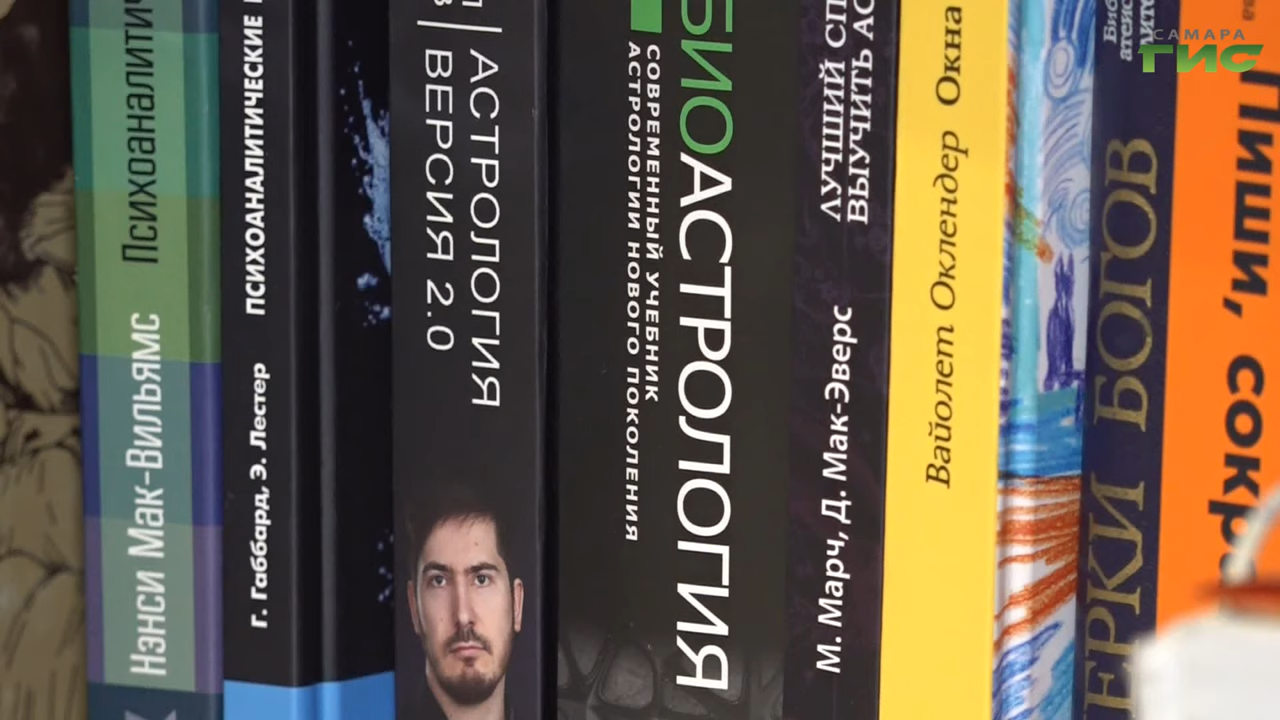 Нэнси Мак-Вильямс
Г. Габбард, Э. Лестер ПСИХОАНАЛИТИЧЕСКИЕ
АСТРОЛОГИЯ
ВЕРСИЯ 2.0
БИОАСТРОЛОГИЯ
СОВРЕМЕННЫЙ УЧЕБНИК
АСТРОЛОГИИ НОВОГО ПОКОЛЕНИЯ
М. Марч, Д. Мак-Эверс
ЛУЧШИЙ СП
ВЫУЧИТЬ АС
Вайолет Оклендер Окна
ЕРКИ БОГОВ
Пиши, сокр
САМАРА
ГИС